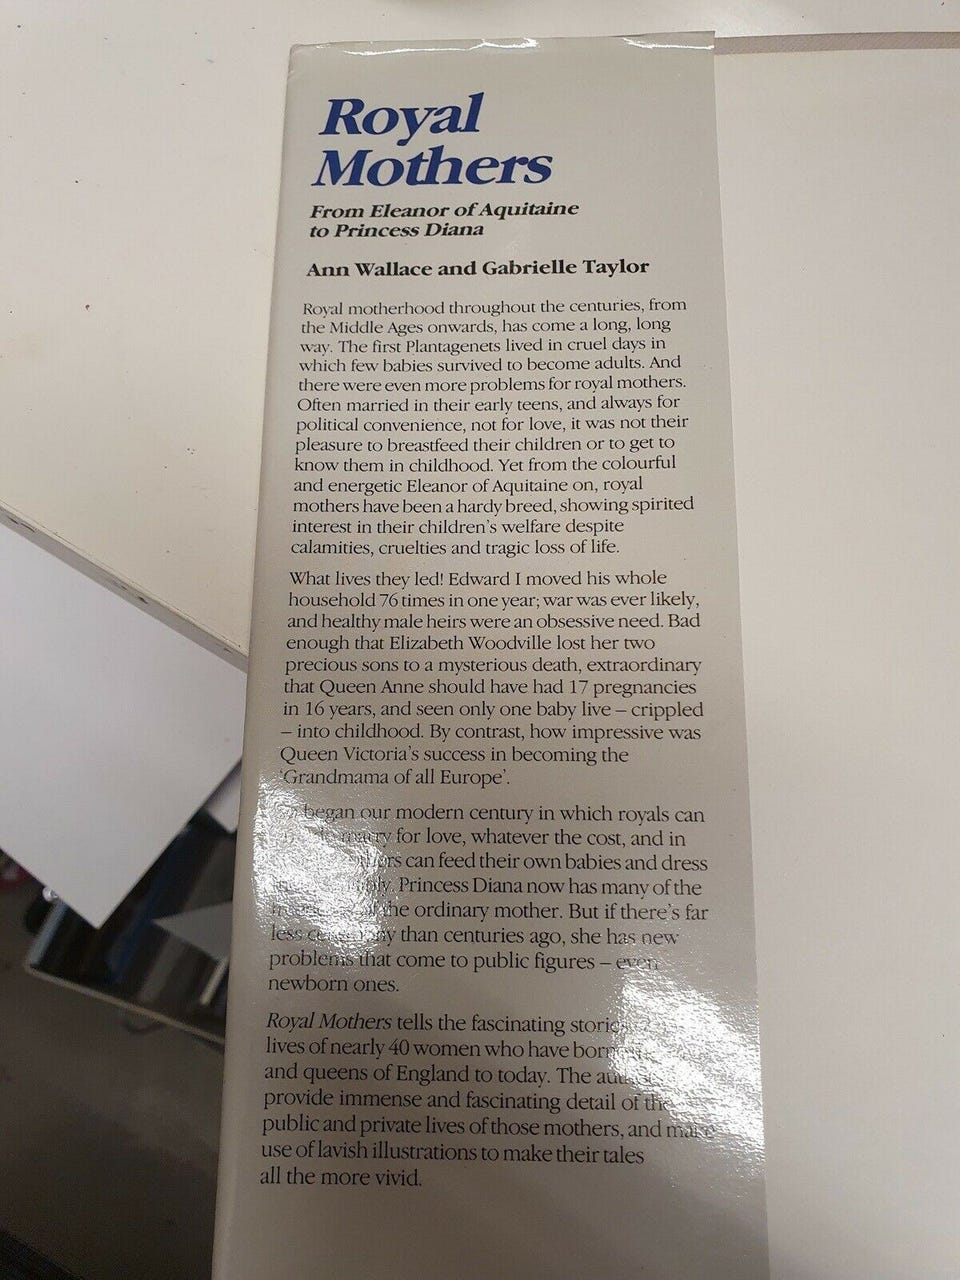 Royal
Mothers
From Eleanor of Aquitaine
to Princess Diana
Ann Wallace and Gabrielle Taylor
Royal motherhood throughout the centuries, from
the Middle Ages onwards, has come a long, long
way. The first Plantagenets lived in cruel days in
which few babies survived to become adults. And
there were even more problems for royal mothers.
Often married in their early teens, and always for
political convenience, not for love, it was not their
pleasure to breastfeed their children or to get to
know them in childhood. Yet from the colourful
and energetic Eleanor of Aquitaine on, royal
mothers have been a hardy breed, showing spirited
interest in their children's welfare despite
calamities, cruelties and tragic loss of life.
What lives they led! Edward I moved his whole
household 76 times in one year; war was ever likely,
and healthy male heirs were an obsessive need. Bad
enough that Elizabeth Woodville lost her two
precious sons to a mysterious death, extraordinary
that Queen Anne should have had 17 pregnancies
in 16 years, and seen only one baby live – crippled
– into childhood. By contrast, how impressive was
Queen Victoria's success in becoming the
'Grandmama of all Europe'.
began our modern century in which royals can
marry for love, whatever the cost, and in
can feed their own babies and dress
Princess Diana now has many of the
of the ordinary mother. But if there's far
less ceremony than centuries ago, she has new
problems that come to public figures – even
newborn ones.
Royal Mothers tells the fascinating stories
lives of nearly 40 women who have borne
and queens of England to today. The authors
provide immense and fascinating detail of the
public and private lives of those mothers, and make
use of lavish illustrations to make their tales
all the more vivid.